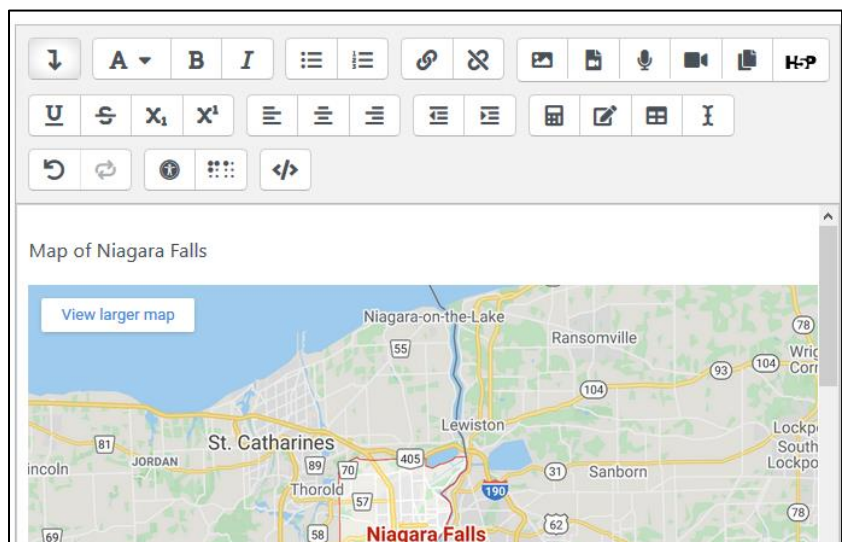 A B I H-P
U S X₁ X¹
</>
Map of Niagara Falls
View larger map
Niagara-on-the-Lake
78
55
Ransomville
93
104
104
Lewiston
81
St. Catharines
JORDAN
89
70
405
31
Sanborn
South
Thorold
57
190
78
69
58
Niagara Falls
62